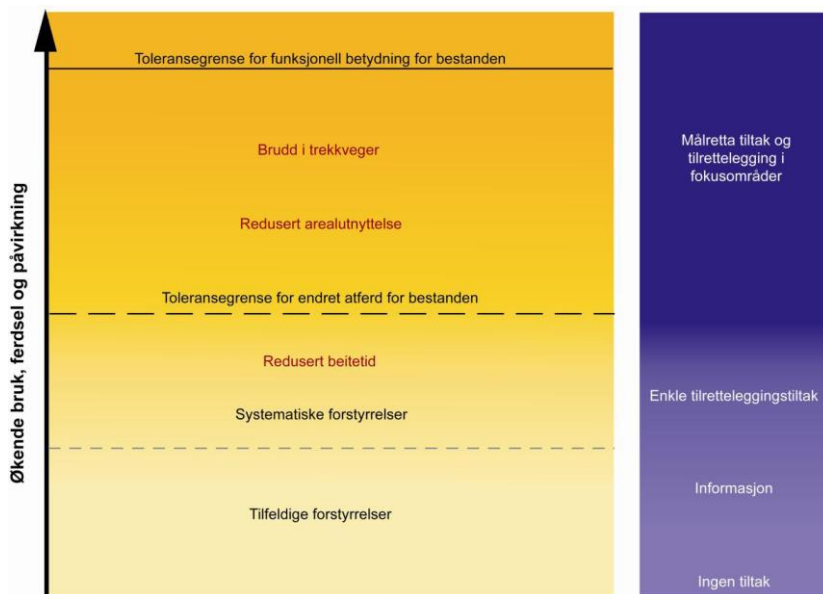 Økende bruk, ferdsel og påvirkning
Toleransegrense for funksjonell betydning for bestanden
Brudd i trekkveger
Redusert arealutnyttelse
Toleransegrense for endret atferd for bestanden
Redusert beitetid
Systematiske forstyrrelser
Tilfeldige forstyrrelser
Målretta tiltak og
tilrettelegging i
fokusområder
Enkle tilretteleggingstiltak
Informasjon
Ingen tiltak